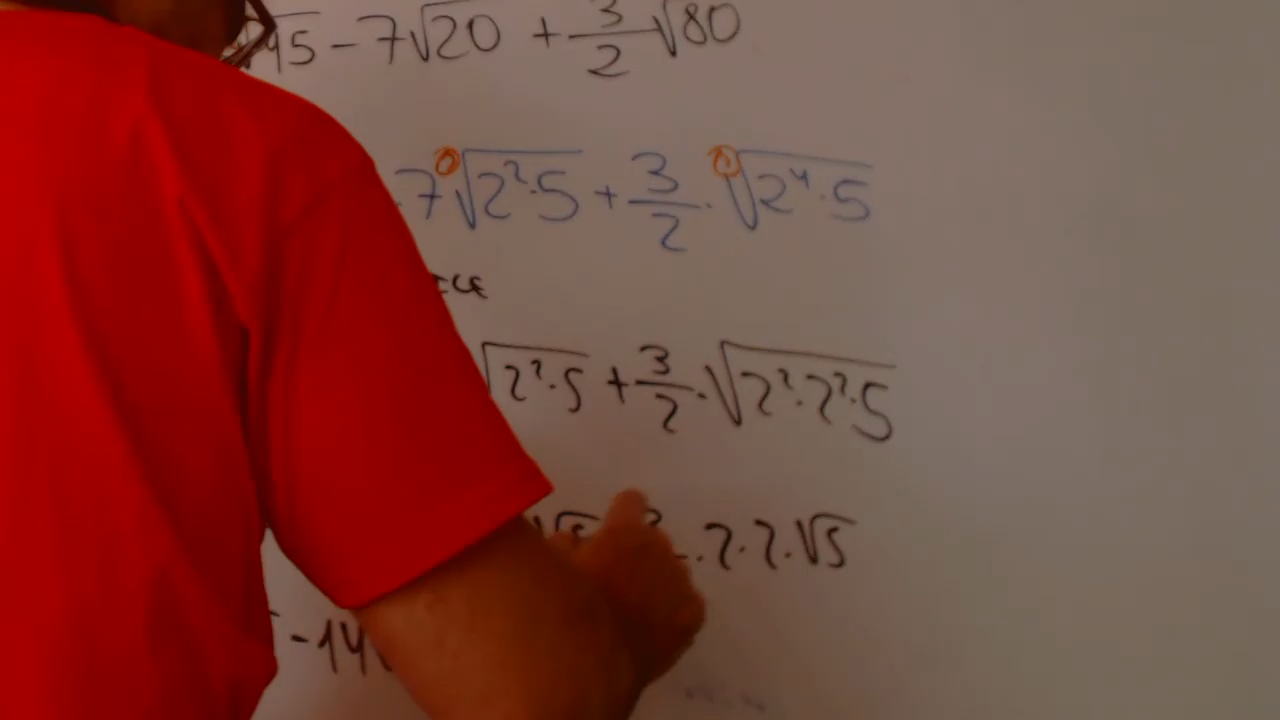 √45 - 7√20 + 3/2 √80
7√2²·5 + 3/2 · √2⁴·5
ICE
√2²·5 + 3/2 · √2²·2²·5
√5 · 2·2·√5
-14